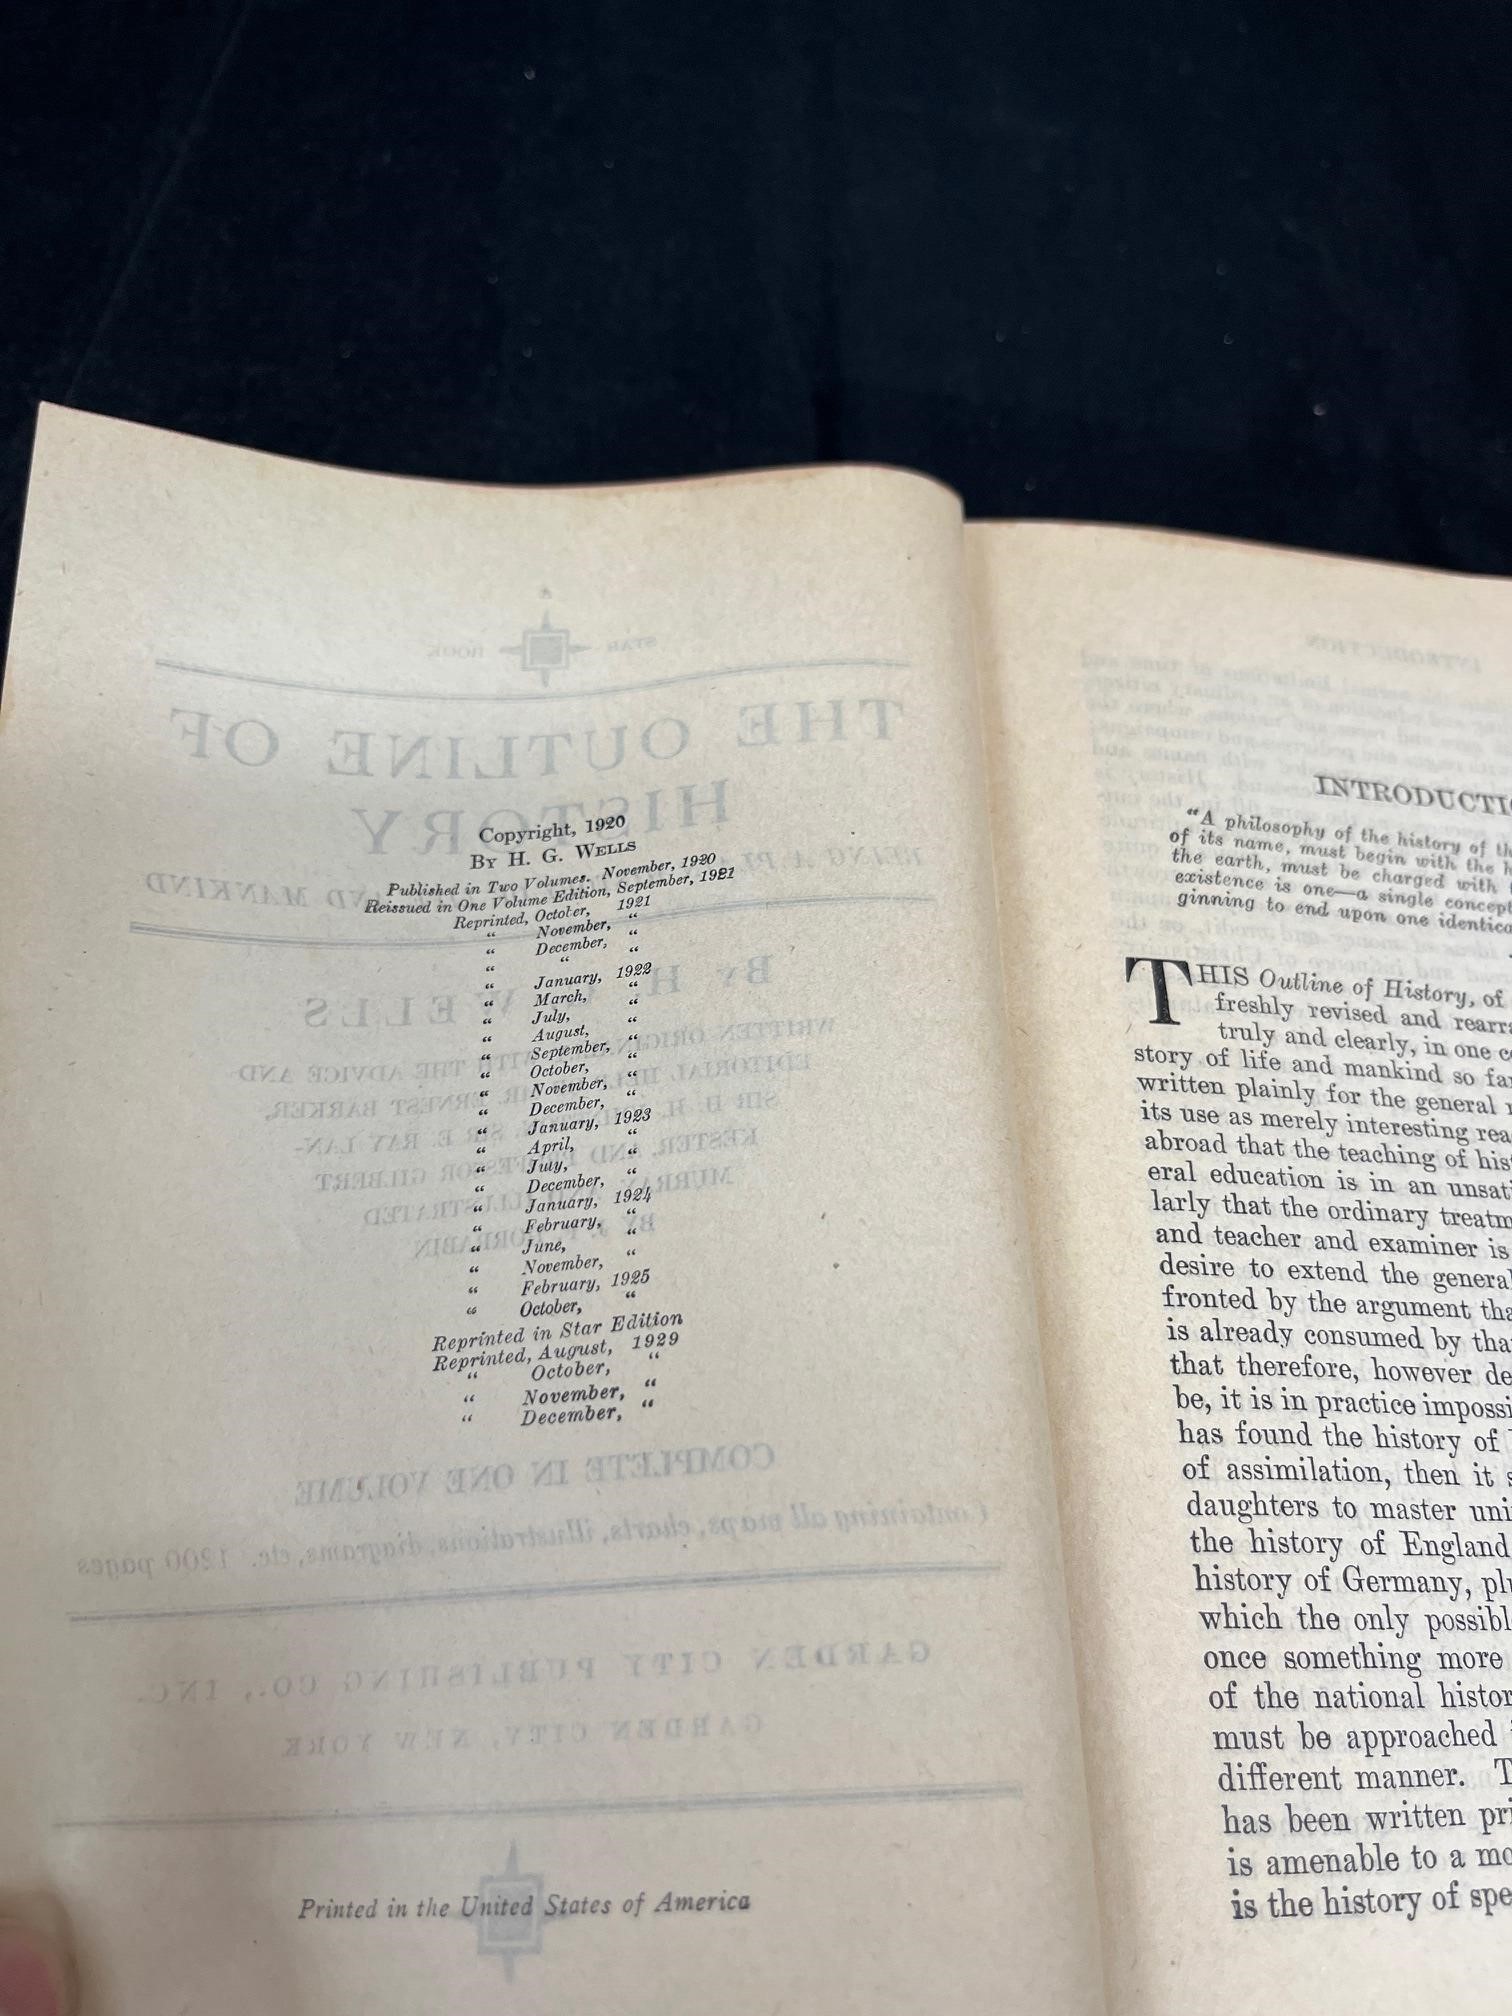 Copyright, 1920
BY H. G. WELLS
Published in Two Volumes. November, 1920
Reissued in One Volume Edition, September, 1921
Reprinted, October, 1921
“ November, “
“ December, “
“ “ “
“ January, 1922
“ March, “
“ July, “
“ August, “
“ September, “
“ October, “
“ November, “
“ December, “
“ January, 1923
“ April, “
“ July, “
“ December, “
“ January, 1924
“ February, “
“ June, “
“ November, “
“ February, 1925
“ October, “
Reprinted in Star Edition
Reprinted, August, 1929
“ October, “
“ November, “
“ December, “
Printed in the United States of America
INTRODUCTIO
“A philosophy of the history of th
of its name, must begin with the h
the earth, must be charged with
existence is one—a single concept
ginning to end upon one identica
THIS Outline of History, of
freshly revised and rearra
truly and clearly, in one
story of life and mankind so far
written plainly for the general
its use as merely interesting rea
abroad that the teaching of his
eral education is in an unsati
larly that the ordinary treatm
and teacher and examiner is
desire to extend the general
fronted by the argument tha
is already consumed by tha
that therefore, however de
be, it is in practice impossi
has found the history of
of assimilation, then it
daughters to master uni
the history of England
history of Germany, plu
which the only possibl
once something more
of the national histor
must be approached
different manner. T
has been written pri
is amenable to a mo
is the history of spe